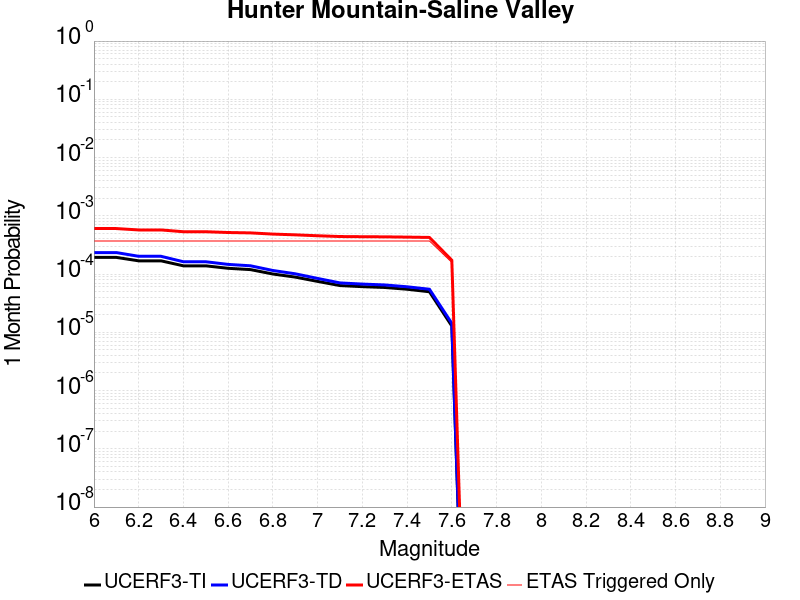 Hunter Mountain-Saline Valley
10^0
10^-1
10^-2
10^-3
10^-4
10^-5
10^-6
10^-7
10^-8
1 Month Probability
6 6.2 6.4 6.6 6.8 7 7.2 7.4 7.6 7.8 8 8.2 8.4 8.6 8.8 9
Magnitude
UCERF3-TI UCERF3-TD UCERF3-ETAS ETAS Triggered Only